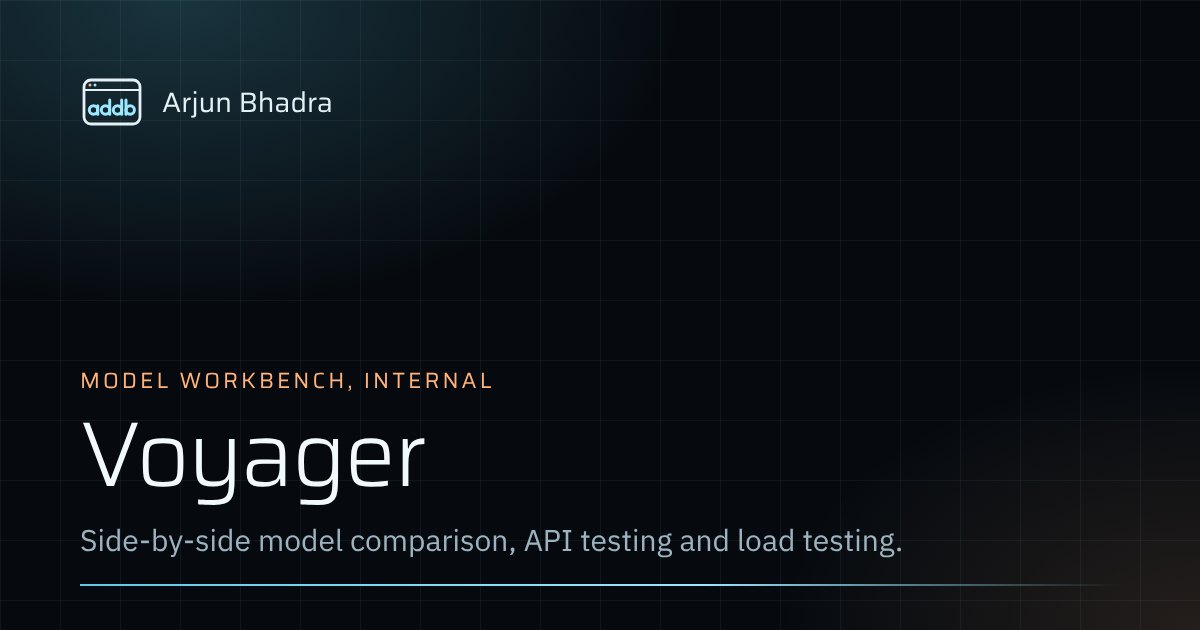 addb
Arjun Bhadra
MODEL WORKBENCH, INTERNAL
Voyager
Side-by-side model comparison, API testing and load testing.